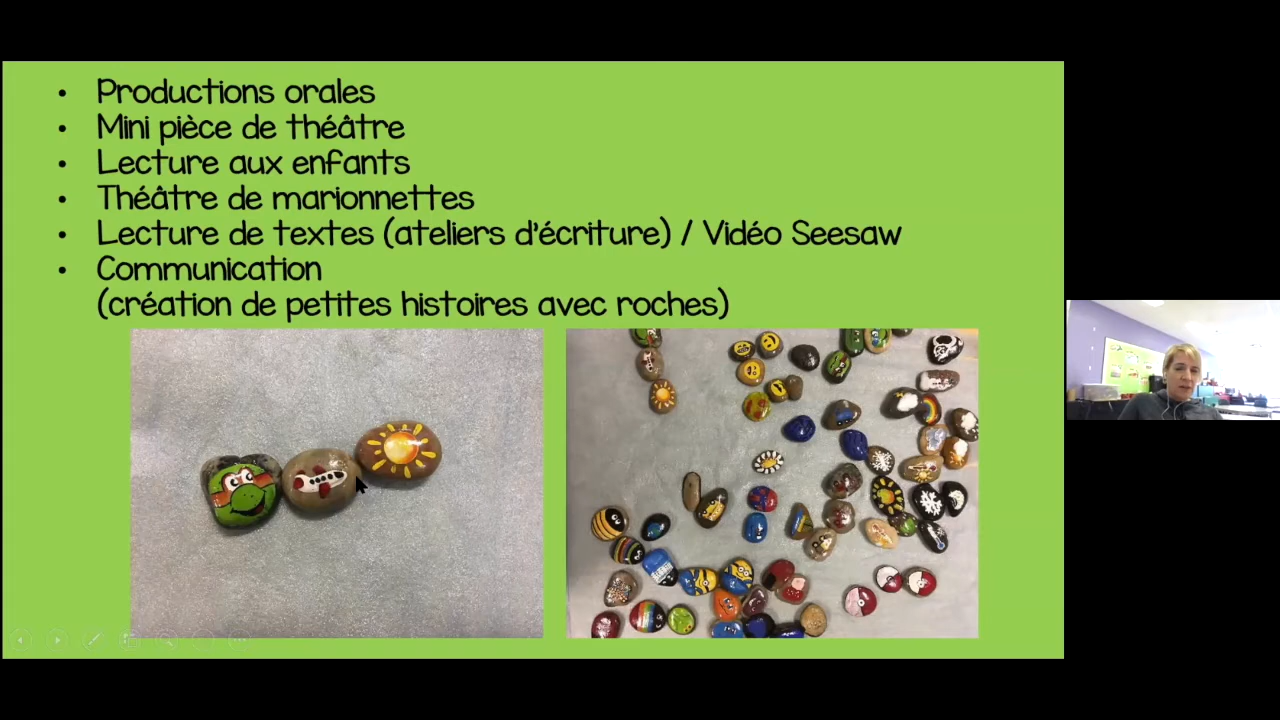 • Productions orales
• Mini pièce de théâtre
• Lecture aux enfants
• Théâtre de marionnettes
• Lecture de textes (ateliers d'écriture) / Vidéo Seesaw
• Communication
(création de petites histoires avec roches)